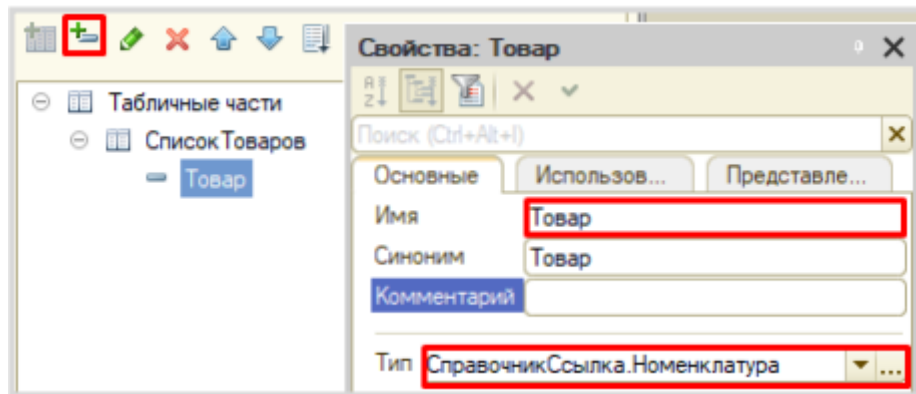 Свойства: Товар
Поиск (Ctrl+Alt+I)
Табличные части
СписокТоваров
Товар
Основные Использов... Представле...
Имя Товар
Синоним Товар
Комментарий
Тип СправочникСсылка.Номенклатура